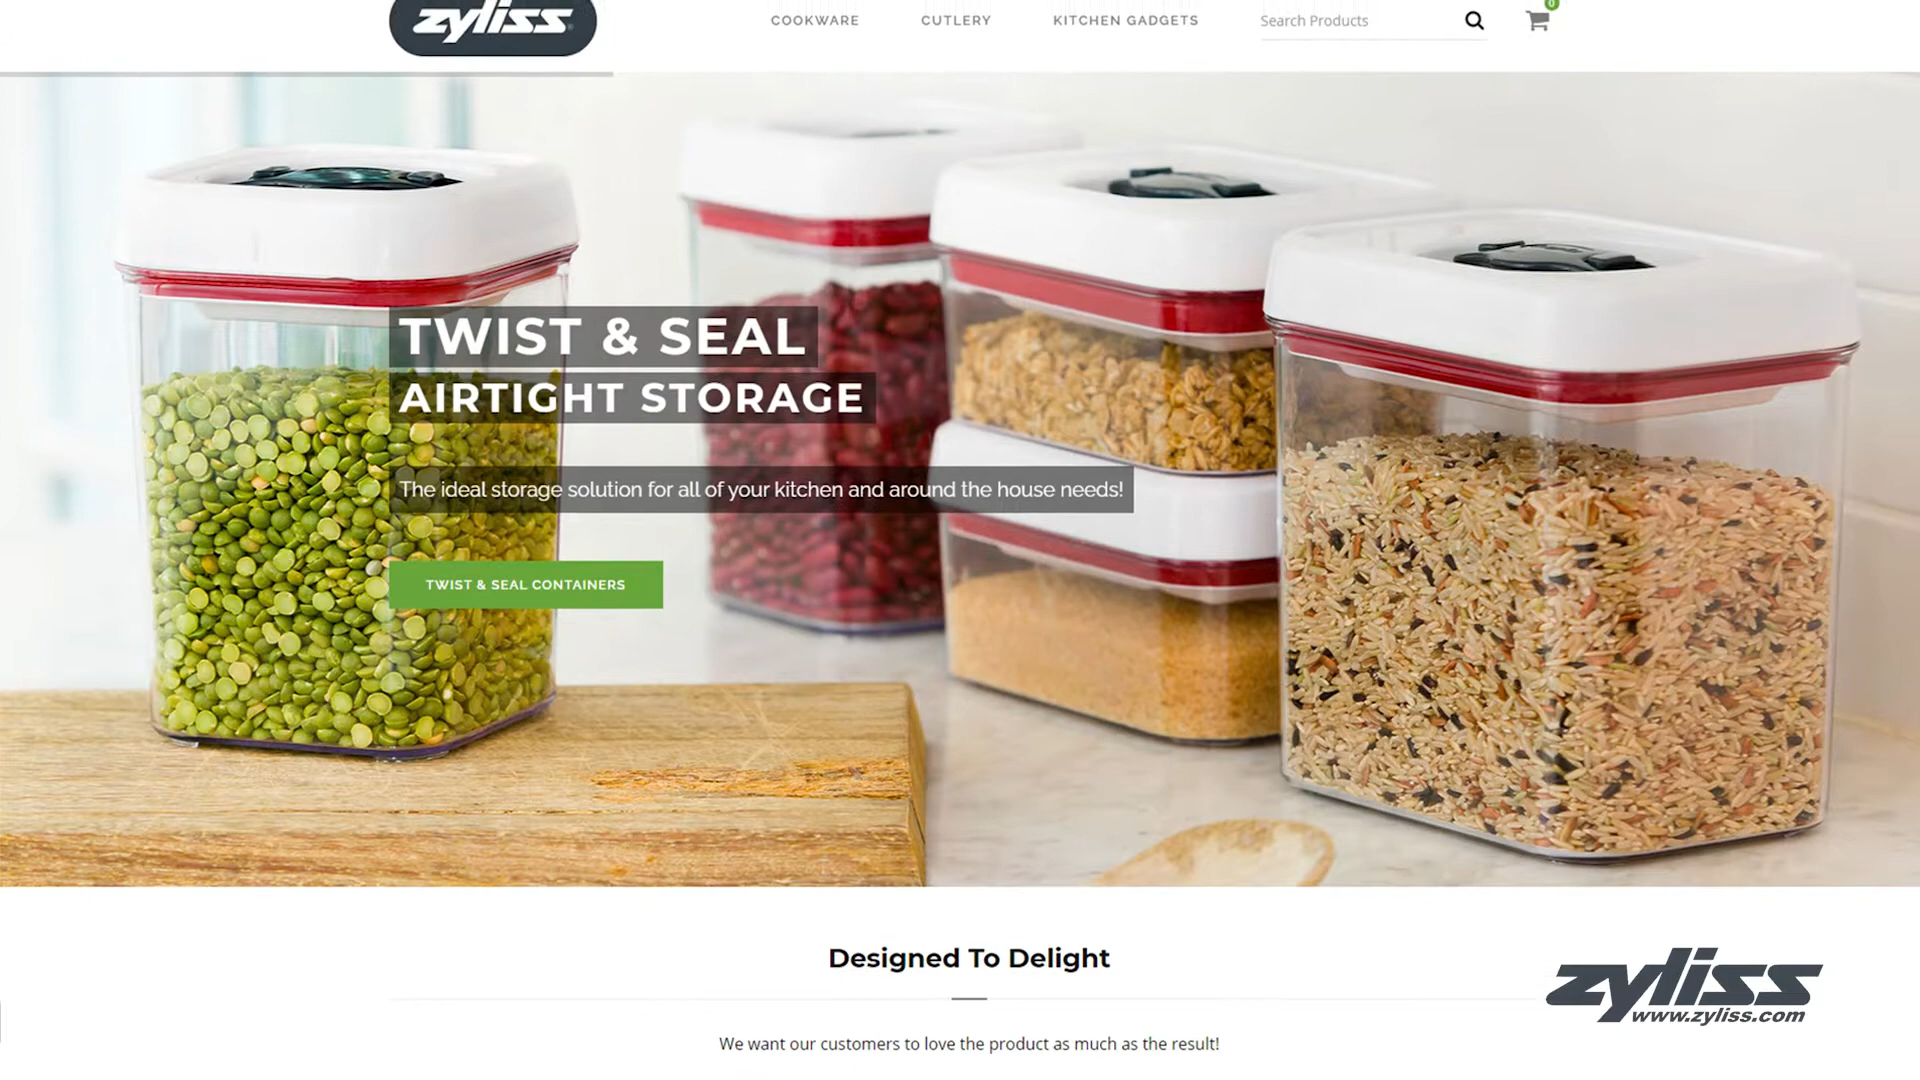 zyliss
COOKWARE CUTLERY KITCHEN GADGETS Search Products 0
TWIST & SEAL
AIRTIGHT STORAGE
The ideal storage solution for all of your kitchen and around the house needs!
TWIST & SEAL CONTAINERS
Designed To Delight
zyliss
www.zyliss.com
We want our customers to love the product as much as the result!